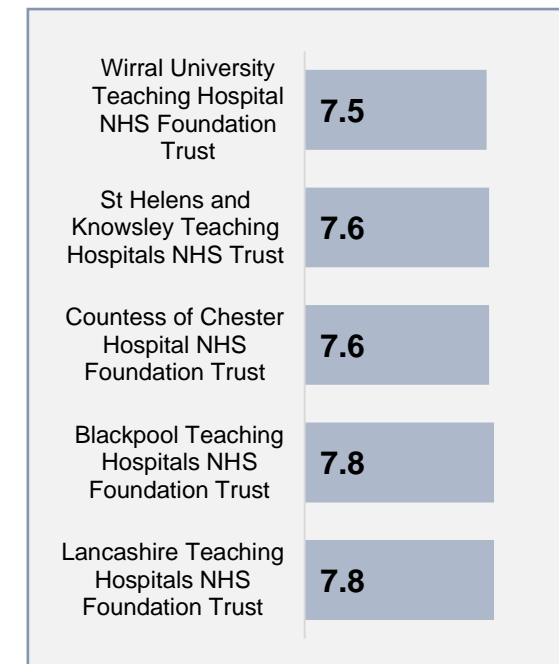 Wirral University
Teaching Hospital
NHS Foundation
Trust
7.5
St Helens and
Knowsley Teaching
Hospitals NHS Trust
7.6
Countess of Chester
Hospital NHS
Foundation Trust
7.6
Blackpool Teaching
Hospitals NHS
Foundation Trust
7.8
Lancashire Teaching
Hospitals NHS
Foundation Trust
7.8